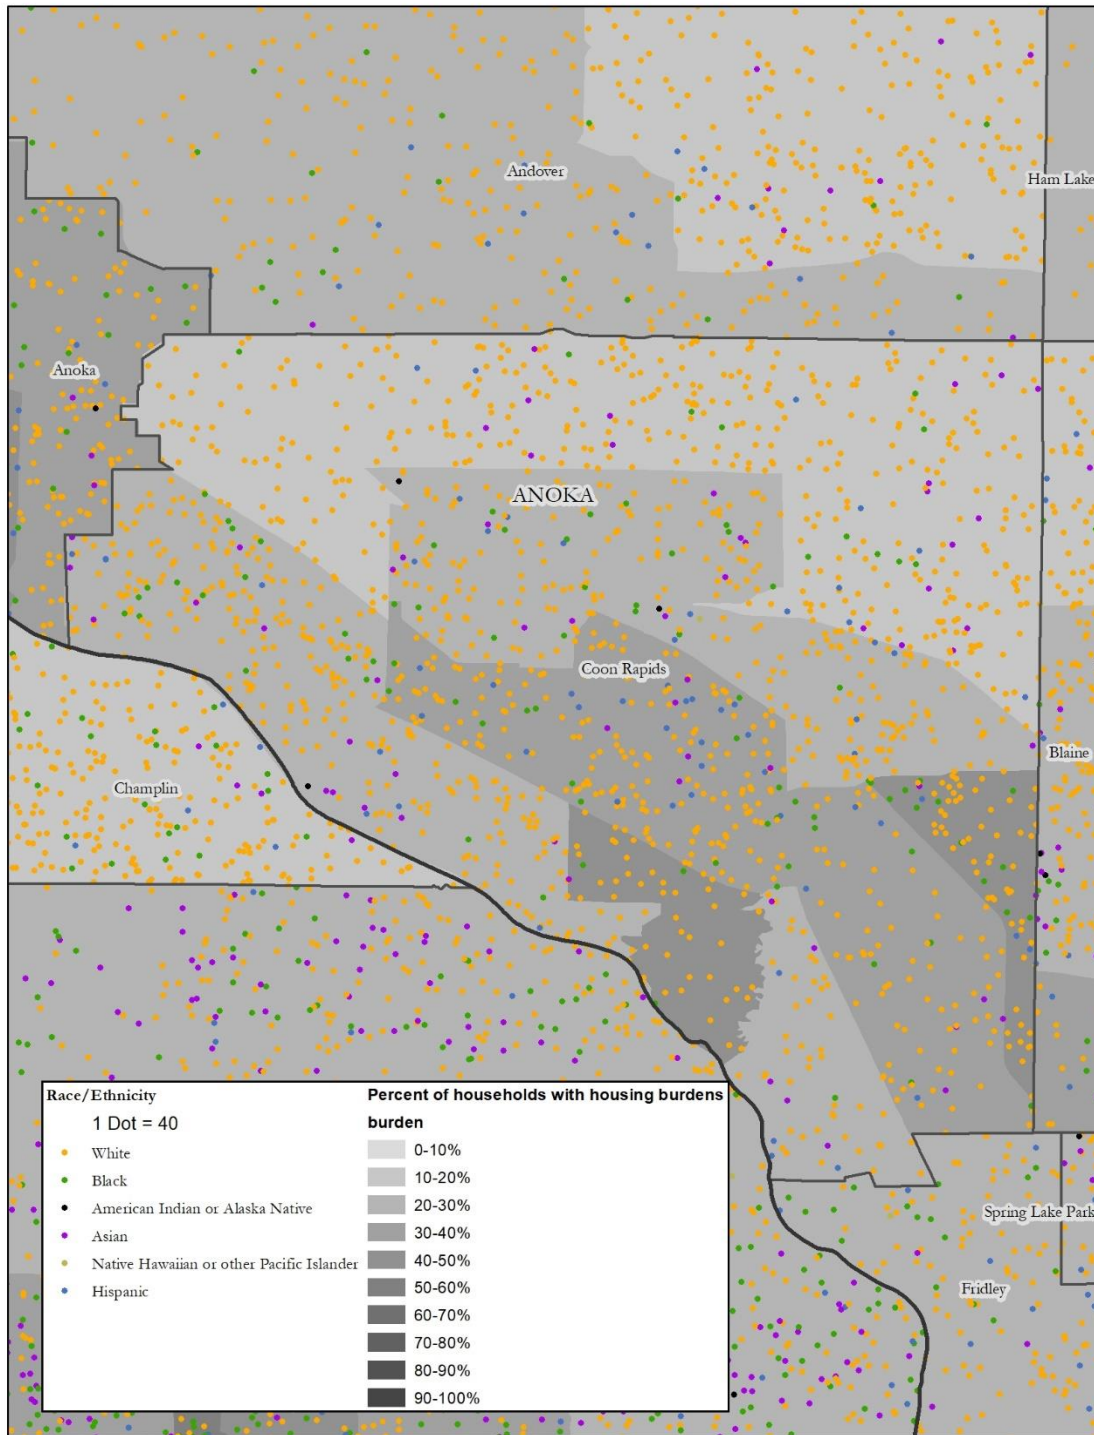 Andover
Ham Lake
Anoka
ANOKA
Coon Rapids
Blaine
Champlin
Race/Ethnicity
1 Dot = 40
White
Black
American Indian or Alaska Native
Asian
Native Hawaiian or other Pacific Islander
Hispanic
Percent of households with housing burdens
burden
0-10%
10-20%
20-30%
30-40%
40-50%
50-60%
60-70%
70-80%
80-90%
90-100%
Spring Lake Park
Fridley